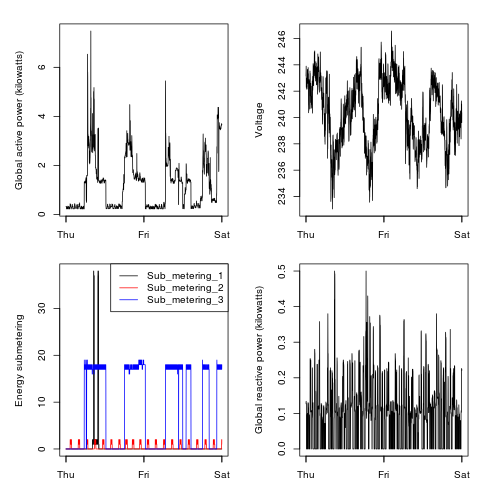 Global active power (kilowatts)
6
4
2
0
Thu
Fri
Sat
Voltage
246
244
242
240
238
236
234
Thu
Fri
Sat
Energy submetering
30
20
10
0
Sub_metering_1
Sub_metering_2
Sub_metering_3
Thu
Fri
Sat
Global reactive power (kilowatts)
0.5
0.4
0.3
0.2
0.1
0.0
Thu
Fri
Sat